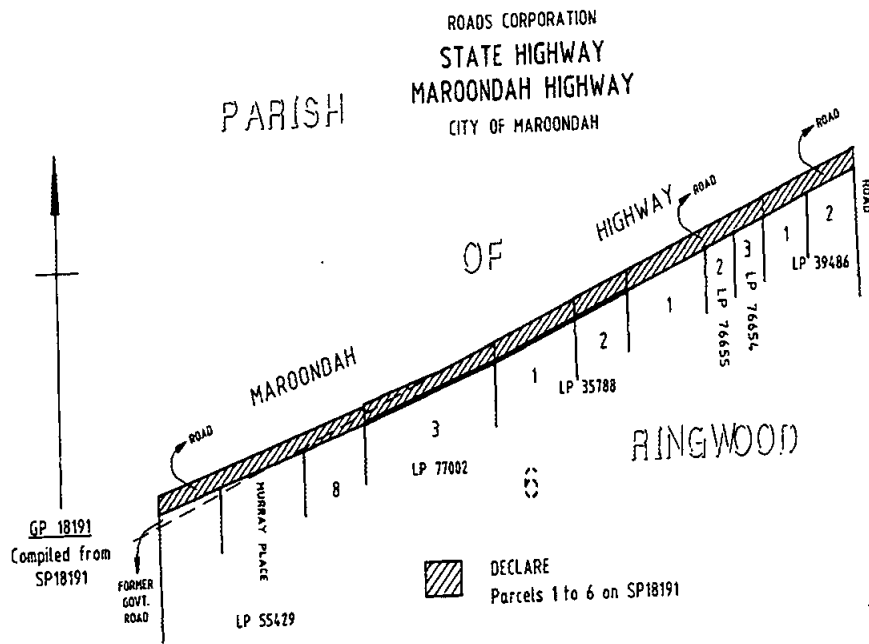 ROADS CORPORATION
STATE HIGHWAY
MAROONDAH HIGHWAY
CITY OF MAROONDAH
PARISH
OF
RINGWOOD
MAROONDAH
HIGHWAY
ROAD
ROAD
ROAD
ROAD
2
1
LP 39486
3
LP 76654
2
LP 76655
1
2
1
LP 35788
3
LP 77002
8
6
MURRAY PLACE
LP 55429
FORMER
GOVT.
ROAD
GP 18191
Compiled from
SP18191
DECLARE
Parcels 1 to 6 on SP18191